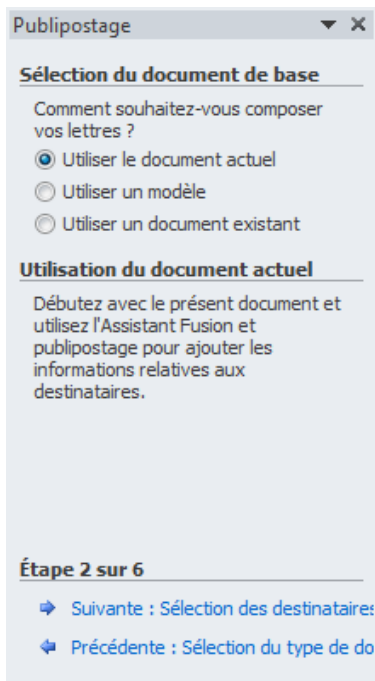 Publipostage
Sélection du document de base
Comment souhaitez-vous composer
vos lettres ?
Utiliser le document actuel
Utiliser un modèle
Utiliser un document existant
Utilisation du document actuel
Débutez avec le présent document et
utilisez l'Assistant Fusion et
publipostage pour ajouter les
informations relatives aux
destinataires.
Étape 2 sur 6
Suivante : Sélection des destinataires
Précédente : Sélection du type de do